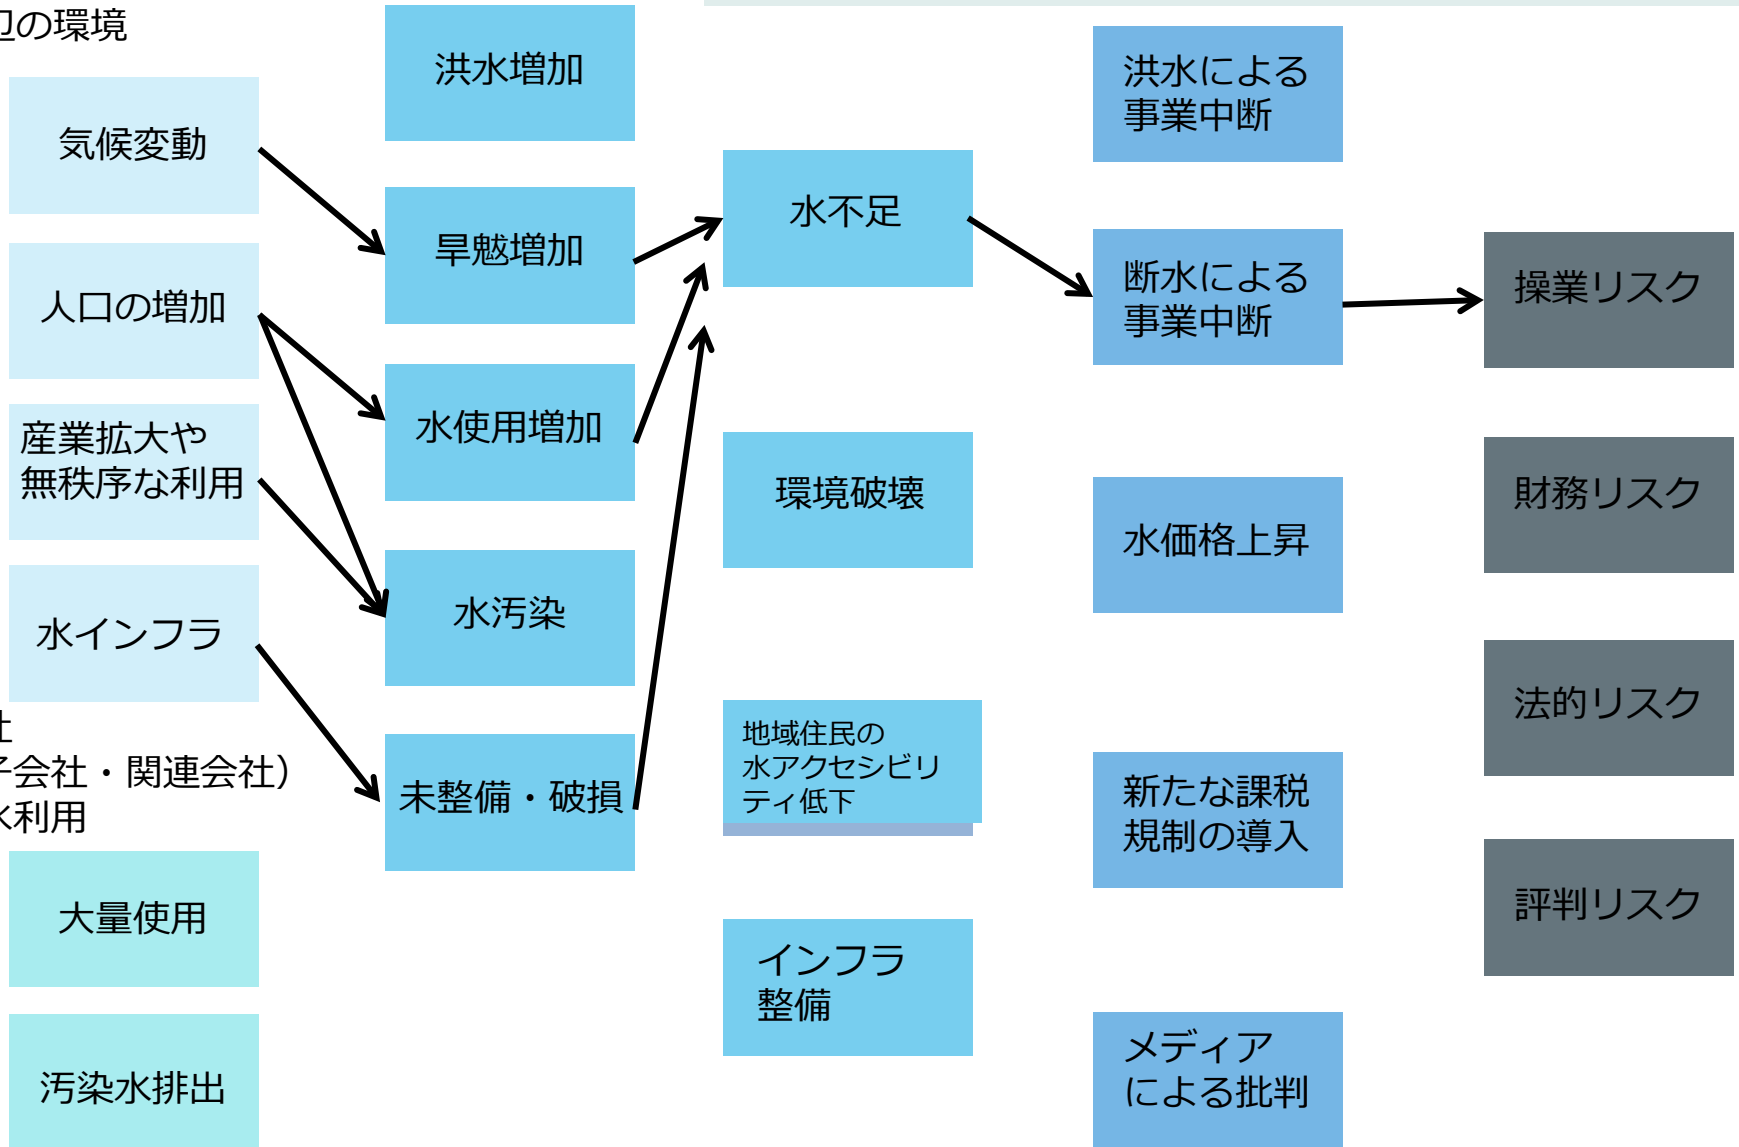 辺の環境
気候変動
人口の増加
産業拡大や
無秩序な利用
水インフラ
社
子会社・関連会社）
水利用
大量使用
汚染水排出
洪水増加
旱魃増加
水使用増加
水汚染
未整備・破損
水不足
環境破壊
地域住民の
水アクセシビリ
ティ低下
インフラ
整備
洪水による
事業中断
断水による
事業中断
水価格上昇
新たな課税
規制の導入
メディア
による批判
操業リスク
財務リスク
法的リスク
評判リスク